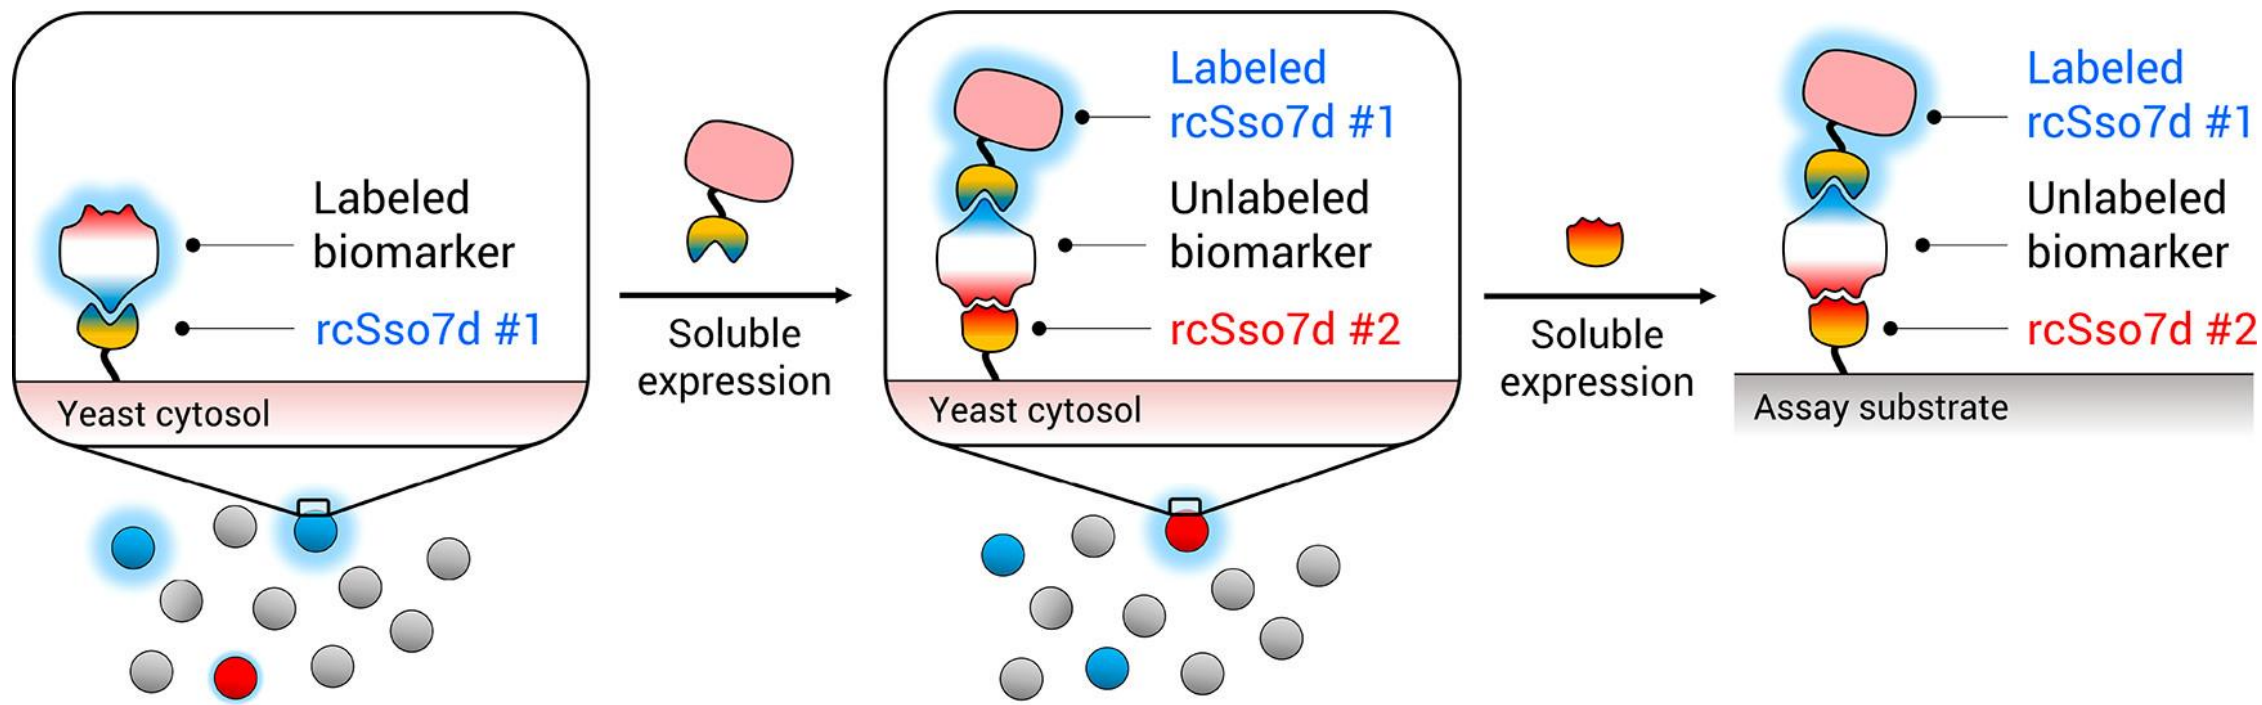 Labeled
biomarker
rcSso7d #1
Yeast cytosol
Soluble
expression
Labeled
rcSso7d #1
Unlabeled
biomarker
rcSso7d #2
Yeast cytosol
Soluble
expression
Labeled
rcSso7d #1
Unlabeled
biomarker
rcSso7d #2
Assay substrate